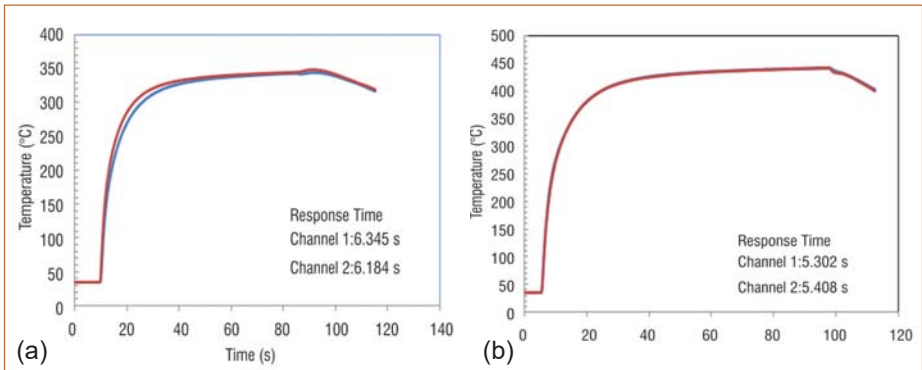 400
350
300
250
200
150
100
50
0
Temperature (°C)
Response Time
Channel 1:6.345 s
Channel 2:6.184 s
0 20 40 60 80 100 120 140
Time (s)
(a)
500
450
400
350
300
250
200
150
100
50
0
Temperature (°C)
Response Time
Channel 1:5.302 s
Channel 2:5.408 s
0 20 40 60 80 100 120
(b)